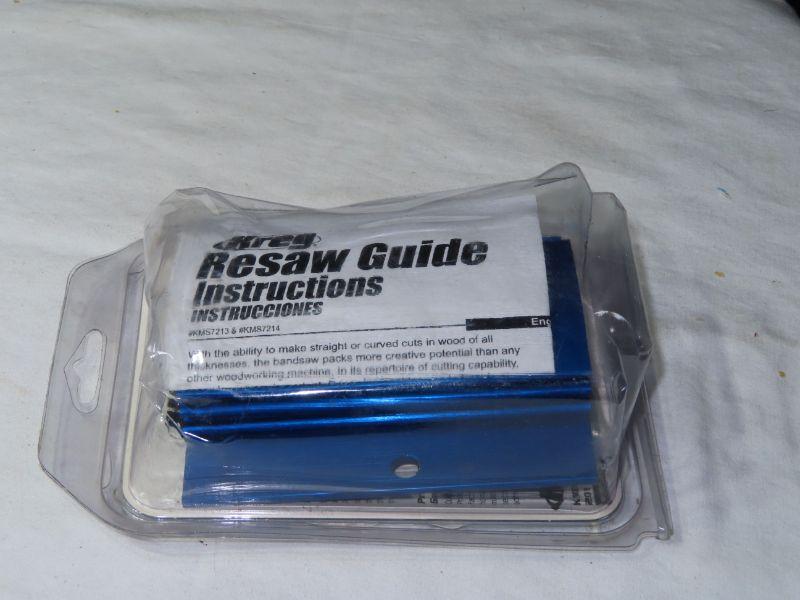 Kreg
Resaw Guide
Instructions
INSTRUCCIONES
#KMS7213 & #KMS7214
Eng
With the ability to make straight or curved cuts in wood of all
thicknesses, the bandsaw packs more creative potential than any
other woodworking machine. In its repertoire of cutting capability,